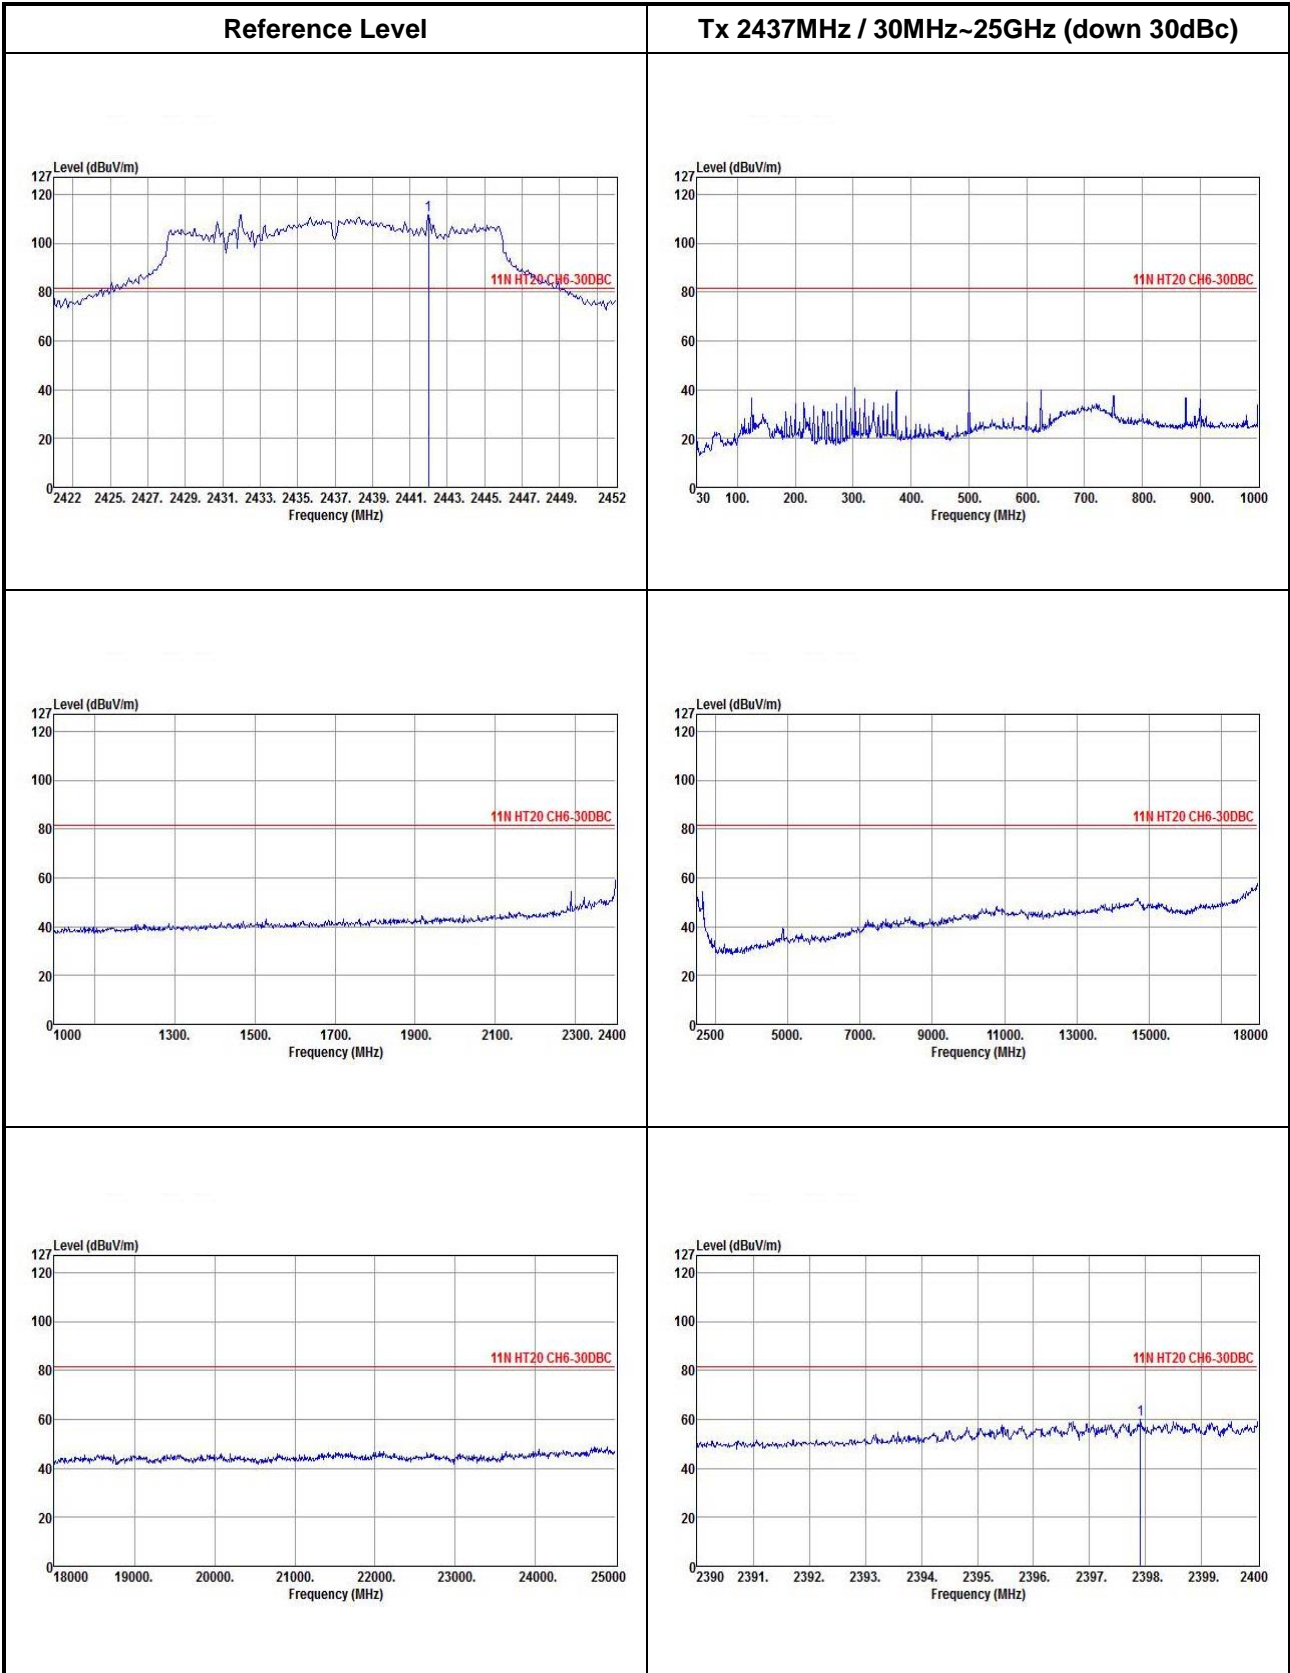 Reference Level
Tx 2437MHz / 30MHz~25GHz (down 30dBc)
Level (dBuV/m)
127
120
100
80
60
40
20
0
1
11N HT20 CH6-30DBC
2422 2425. 2427. 2429. 2431. 2433. 2435. 2437. 2439. 2441. 2443. 2445. 2447. 2449. 2452
Frequency (MHz)
Level (dBuV/m)
127
120
100
80
60
40
20
0
11N HT20 CH6-30DBC
30 100. 200. 300. 400. 500. 600. 700. 800. 900. 1000
Frequency (MHz)
Level (dBuV/m)
127
120
100
80
60
40
20
0
11N HT20 CH6-30DBC
1000 1300. 1500. 1700. 1900. 2100. 2300. 2400
Frequency (MHz)
Level (dBuV/m)
127
120
100
80
60
40
20
0
11N HT20 CH6-30DBC
2500 5000. 7000. 9000. 11000. 13000. 15000. 18000
Frequency (MHz)
Level (dBuV/m)
127
120
100
80
60
40
20
0
11N HT20 CH6-30DBC
18000 19000. 20000. 21000. 22000. 23000. 24000. 25000
Frequency (MHz)
Level (dBuV/m)
127
120
100
80
60
40
20
0
11N HT20 CH6-30DBC
1
2390 2391. 2392. 2393. 2394. 2395. 2396. 2397. 2398. 2399. 2400
Frequency (MHz)